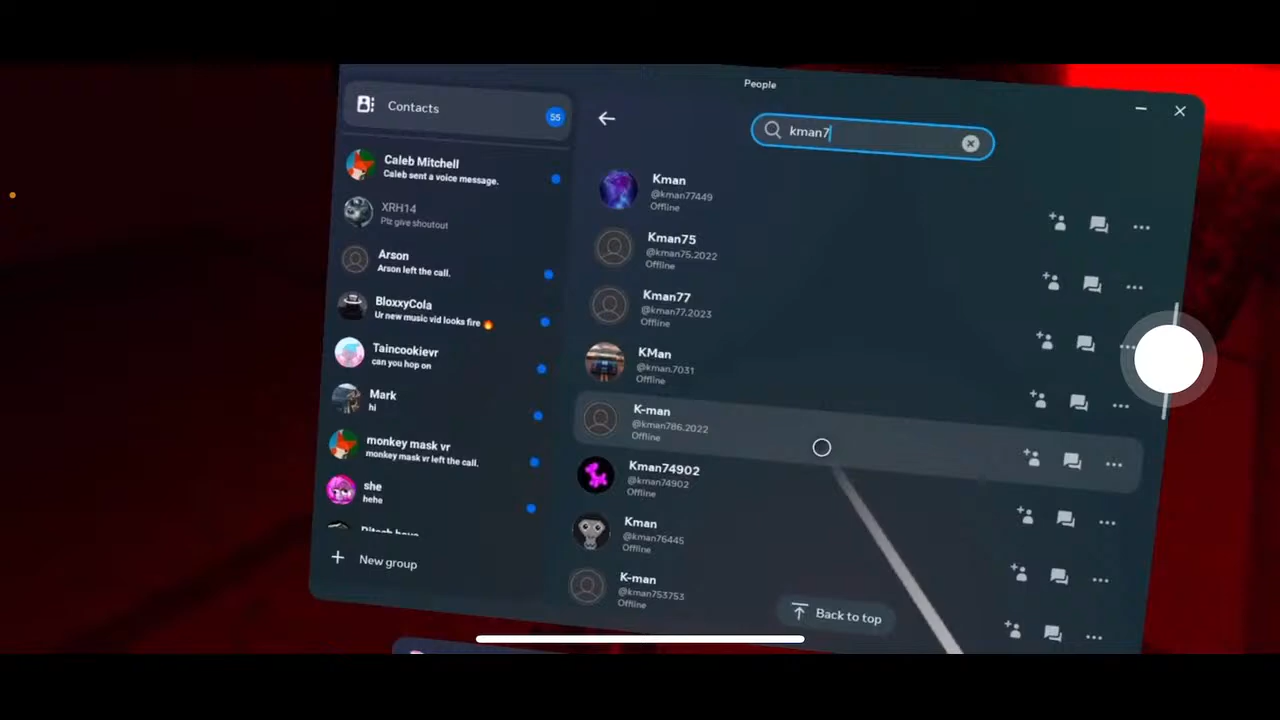 People
Contacts
55
kman7
Caleb Mitchell
Caleb sent a voice message.
XRH14
Plz give shoutout
Arson
Arson left the call.
BloxxyCola
Ur new music vid looks fire 🔥
Taincookievr
can you hop on
Mark
hi
monkey mask vr
monkey mask vr left the call.
she
hehe
New group
Kman
@kman77449
Offline
Kman75
@kman75.2022
Offline
Kman77
@kman77.2023
Offline
KMan
@kman.7031
Offline
K-man
@kman786.2022
Offline
Kman74902
@kman74902
Offline
Kman
@kman76445
Offline
K-man
@kman753753
Offline
Back to top